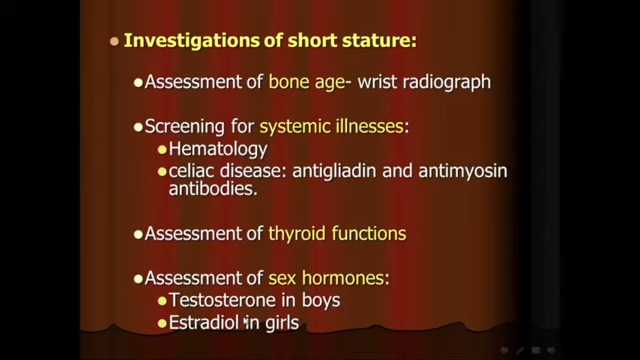 Investigations of short stature:
Assessment of bone age- wrist radiograph
Screening for systemic illnesses:
Hematology
celiac disease: antigliadin and antimyosin
antibodies.
Assessment of thyroid functions
Assessment of sex hormones:
Testosterone in boys
Estradiol in girls